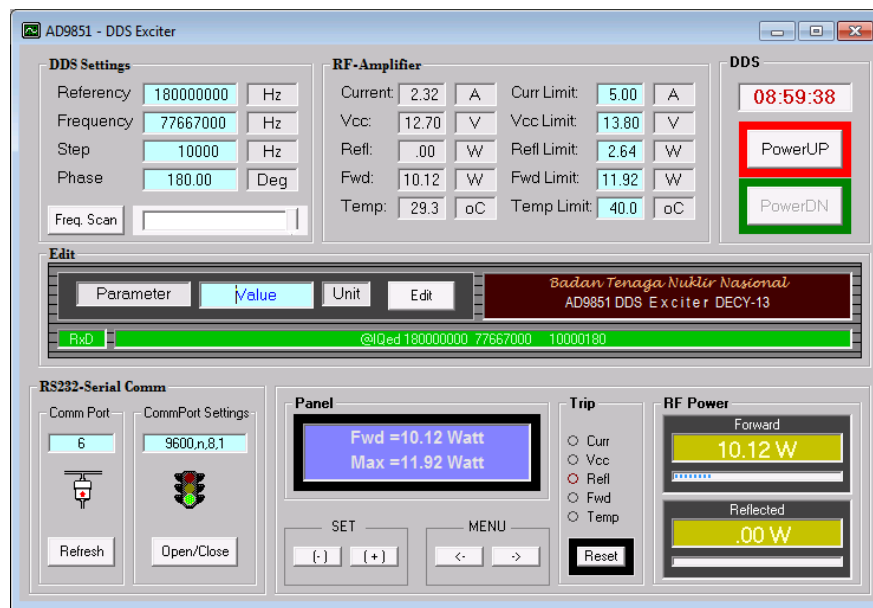 AD9851 - DDS Exciter
DDS Settings
Referency 180000000 Hz
Frequency 77667000 Hz
Step 10000 Hz
Phase 180.00 Deg
Freq. Scan
RF-Amplifier
Current: 2.32 A Curr Limit: 5.00 A
Vcc: 12.70 V Vcc Limit: 13.80 V
Refl: .00 W Refl Limit: 2.64 W
Fwd: 10.12 W Fwd Limit: 11.92 W
Temp: 29.3 oC Temp Limit: 40.0 oC
DDS
08:59:38
PowerUP
PowerDN
Edit
Parameter Value Unit Edit
Badan Tenaga Nuklir Nasional
AD9851 DDS Exciter DECY-13
RxD @IQed 180000000 77667000 10000180
RS232-Serial Comm
Comm Port
6
Refresh
CommPort Settings
9600,n,8,1
Open/Close
Panel
Fwd =10.12 Watt
Max =11.92 Watt
SET
(-) (+)
MENU
<- ->
Trip
Curr
Vcc
Refl
Fwd
Temp
Reset
RF Power
Forward
10.12 W
Reflected
.00 W